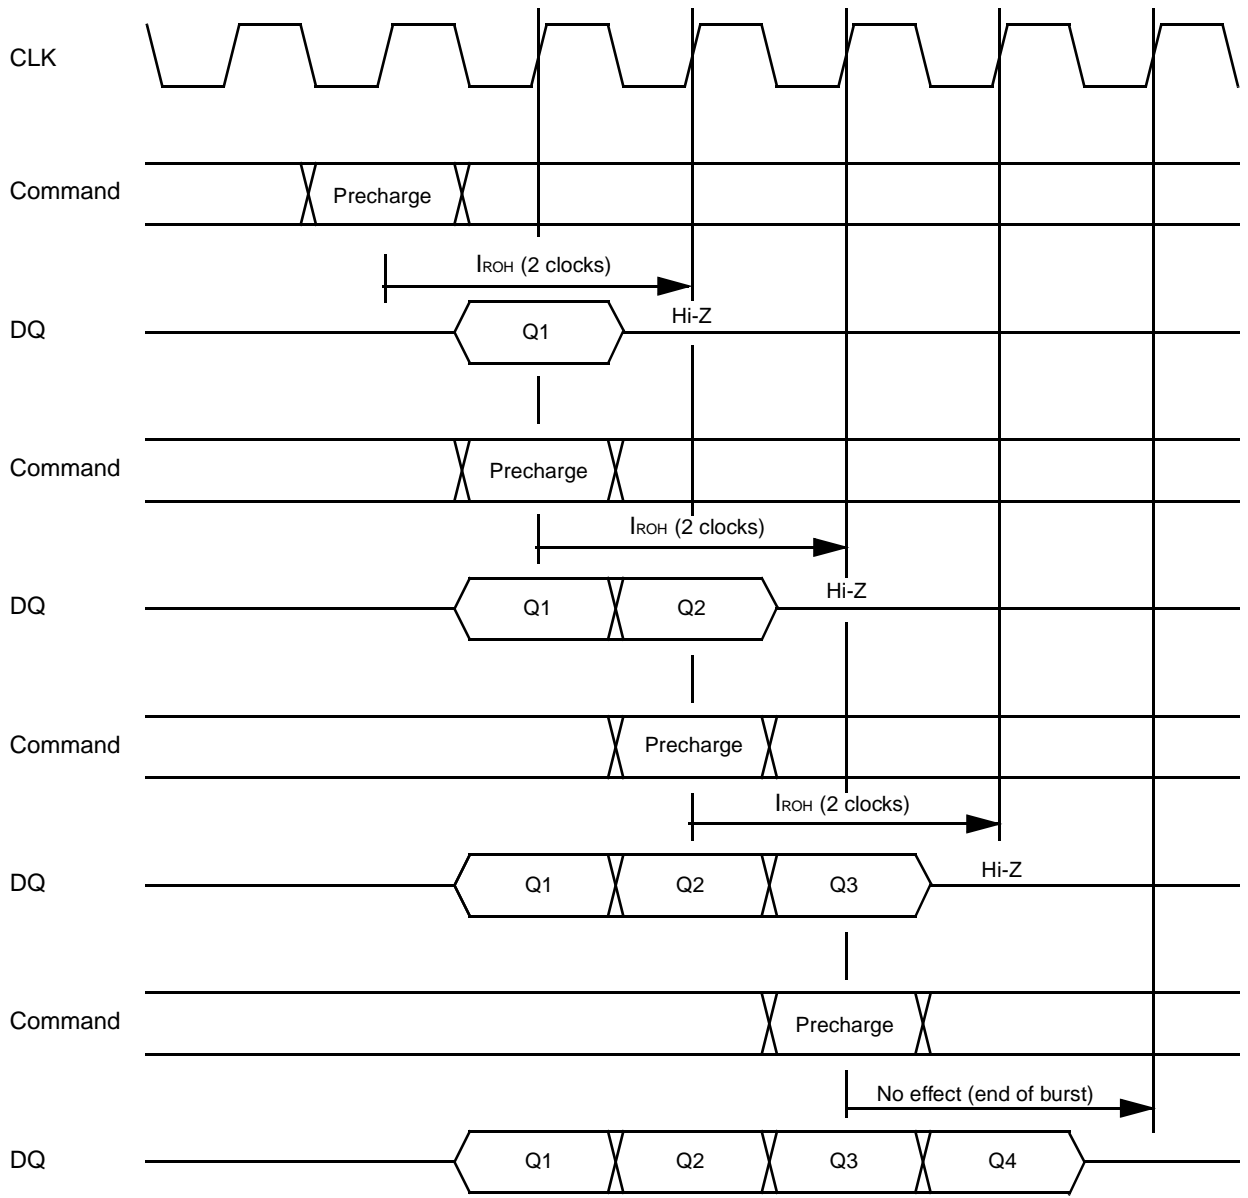 CLK
Command
Precharge
IROH (2 clocks)
DQ
Q1
Hi-Z
Command
Precharge
IROH (2 clocks)
DQ
Q1
Q2
Hi-Z
Command
Precharge
IROH (2 clocks)
DQ
Q1
Q2
Q3
Hi-Z
Command
Precharge
No effect (end of burst)
DQ
Q1
Q2
Q3
Q4